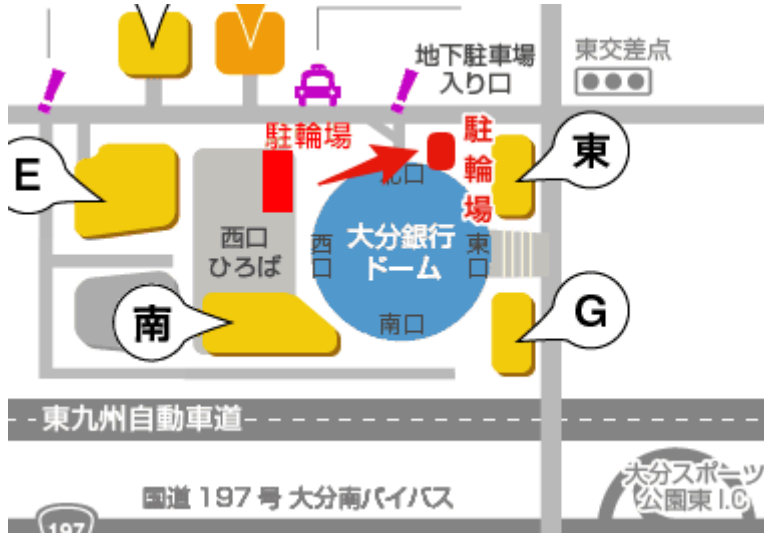 地下駐車場
入り口
東交差点
駐輪場
駐輪場
東
E
北口
西口
ひろば
西口
大分銀行
ドーム
東口
南
南口
G
東九州自動車道
大分スポーツ
公園東I.C
国道197号 大分南バイパス
197